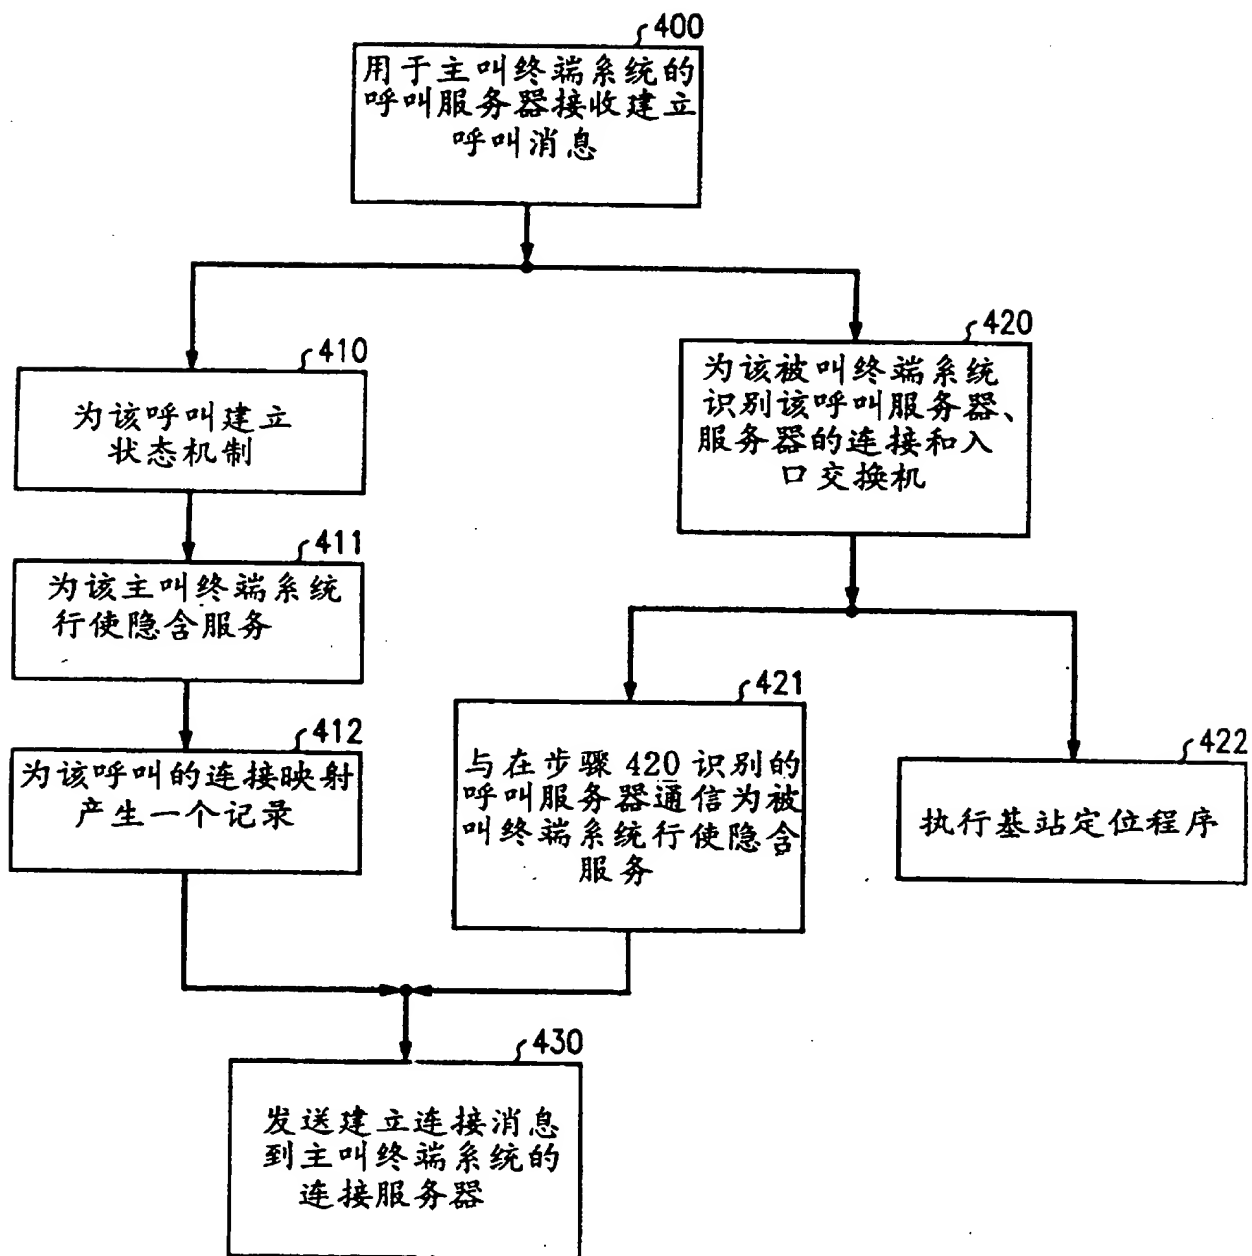 400
用于主叫终端系统的
呼叫服务器接收建立
呼叫消息
410
为该呼叫建立
状态机制
420
为该被叫终端系统
识别该呼叫服务器、
服务器的连接和入
口交换机
411
为该主叫终端系统
行使隐含服务
412
为该呼叫的连接映射
产生一个记录
421
与在步骤420识别的
呼叫服务器通信为被
叫终端系统行使隐含
服务
422
执行基站定位程序
430
发送建立连接消息
到主叫终端系统的
连接服务器